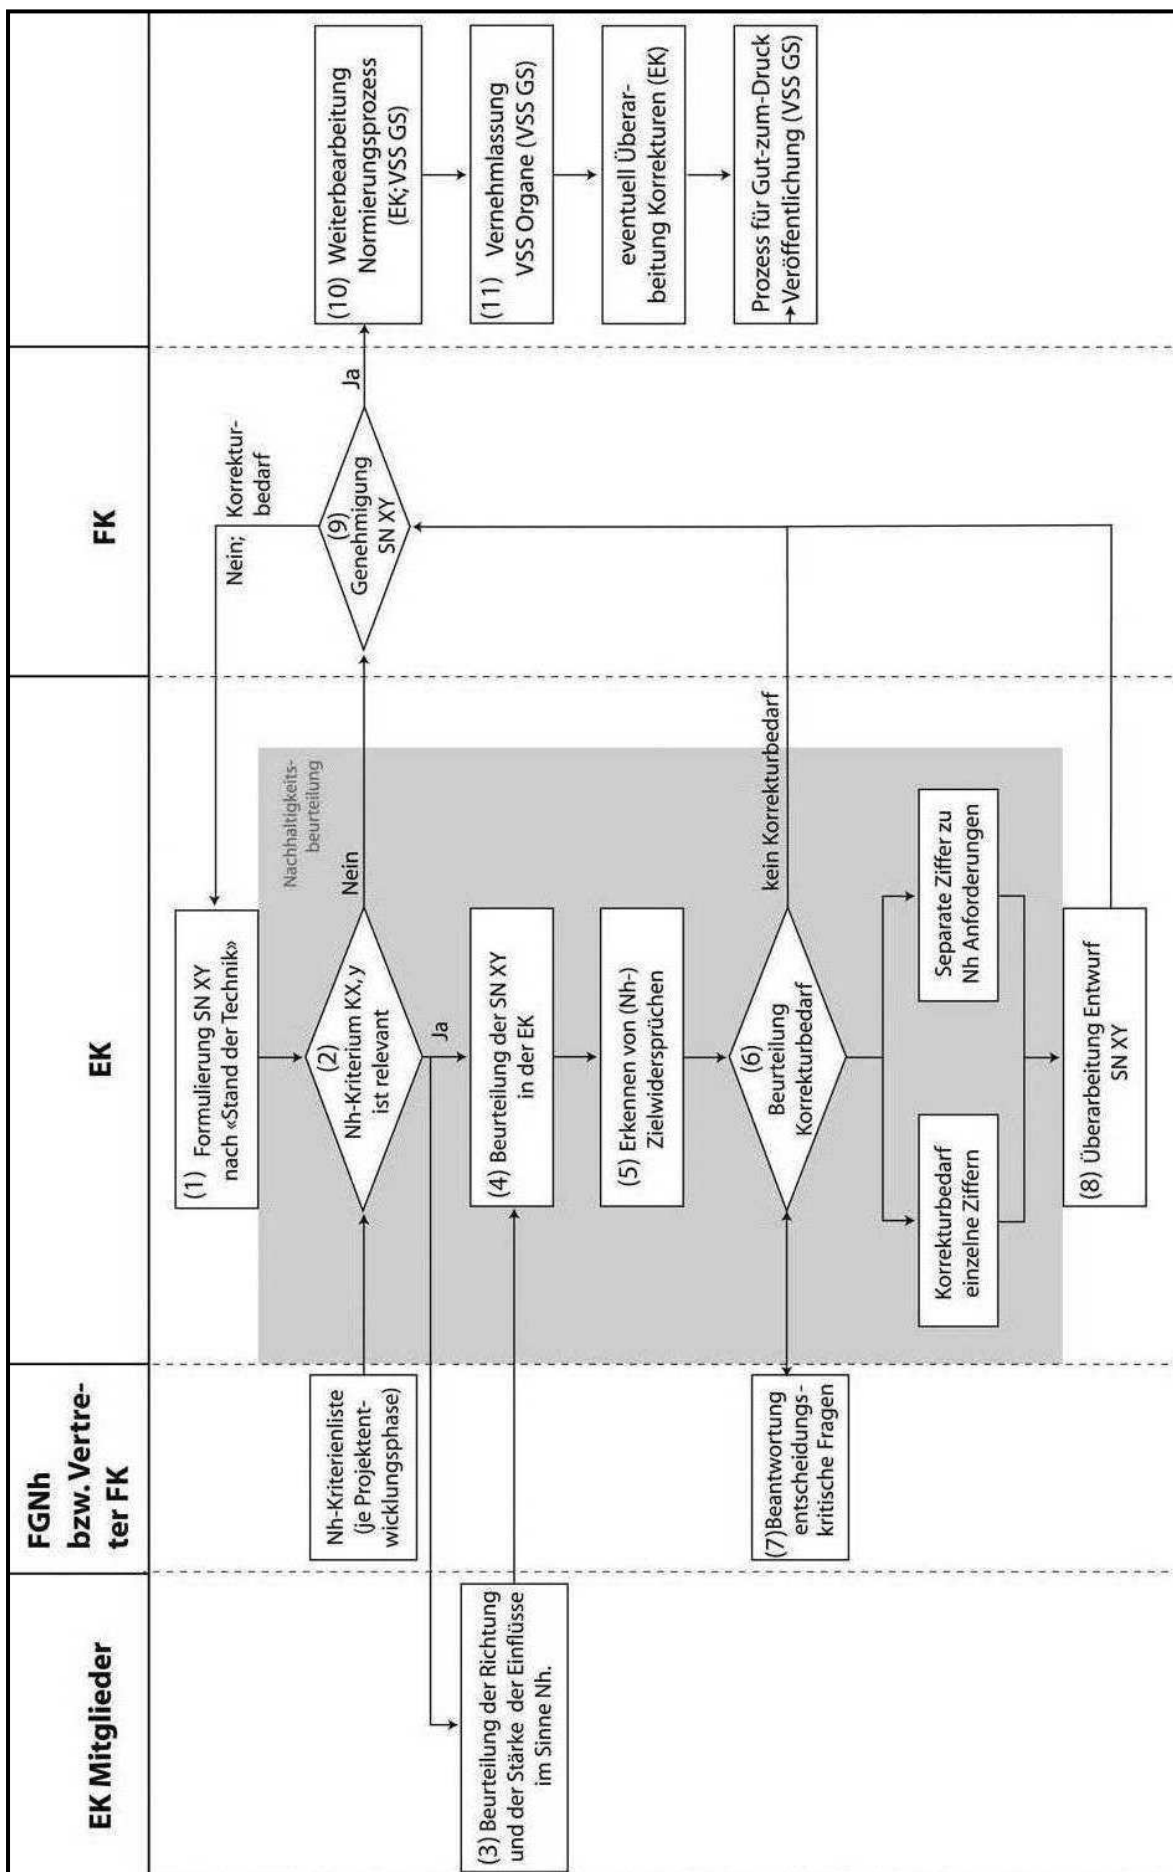 EK Mitglieder
FGNh
bzw. Vertre-
ter FK
EK
FK
(1) Formulierung SN XY
nach «Stand der Technik»
Nachhaltigkeits-
beurteilung
Nh-Kriterienliste
(je Projektent-
wicklungsphase)
(2)
Nh-Kriterium KX, y
ist relevant
Nein
Ja
(3) Beurteilung der Richtung
und der Stärke der Einflüsse
im Sinne Nh.
(4) Beurteilung der SN XY
in der EK
(5) Erkennen von (Nh-)
Zielwidersprüchen
(6)
Beurteilung
Korrekturbedarf
kein Korrekturbedarf
(7) Beantwortung
entscheidungs-
kritische Fragen
Korrekturbedarf
einzelne Ziffern
Separate Ziffer zu
Nh Anforderungen
(8) Überarbeitung Entwurf
SN XY
Nein; Korrektur-
bedarf
(9)
Genehmigung
SN XY
Ja
(10) Weiterbearbeitung
Normierungsprozess
(EK; VSS GS)
(11) Vernehmlassung
VSS Organe (VSS GS)
eventuell Überar-
beitung Korrekturen (EK)
Prozess für Gut-zum-Druck
Veröffentlichung (VSS GS)